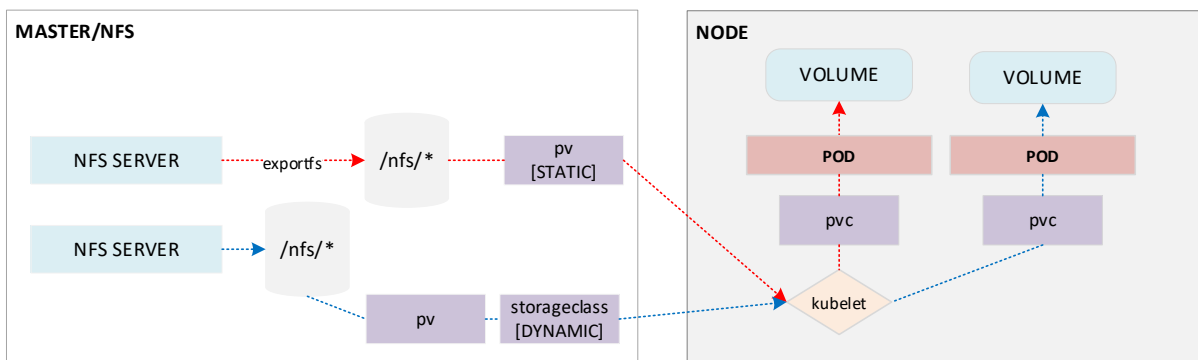 MASTER/NFS
NODE
VOLUME
VOLUME
NFS SERVER
exportfs
/nfs/*
pv
[STATIC]
POD
POD
pvc
pvc
NFS SERVER
/nfs/*
pv
storageclass
[DYNAMIC]
kubelet